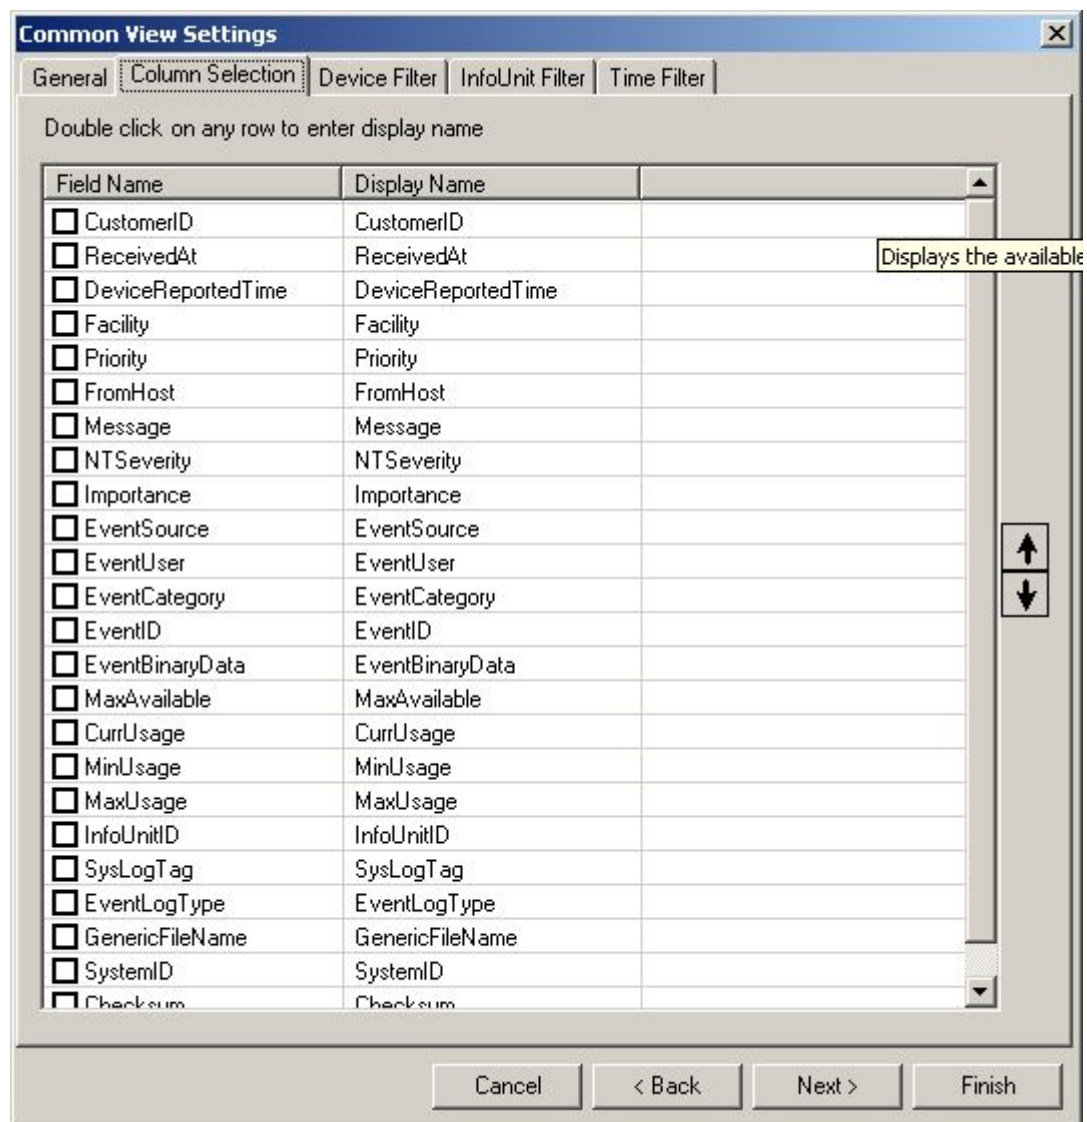 Common View Settings
General Column Selection Device Filter InfoUnit Filter Time Filter
Double click on any row to enter display name
Field Name Display Name
CustomerID CustomerID
ReceivedAt ReceivedAt
Displays the available
DeviceReportedTime DeviceReportedTime
Facility Facility
Priority Priority
FromHost FromHost
Message Message
NTSeverity NTSeverity
Importance Importance
EventSource EventSource
EventUser EventUser
EventCategory EventCategory
EventID EventID
EventBinaryData EventBinaryData
MaxAvailable MaxAvailable
CurrUsage CurrUsage
MinUsage MinUsage
MaxUsage MaxUsage
InfoUnitID InfoUnitID
SysLogTag SysLogTag
EventLogType EventLogType
GenericFileName GenericFileName
SystemID SystemID
Checksum Checksum
Cancel < Back Next > Finish